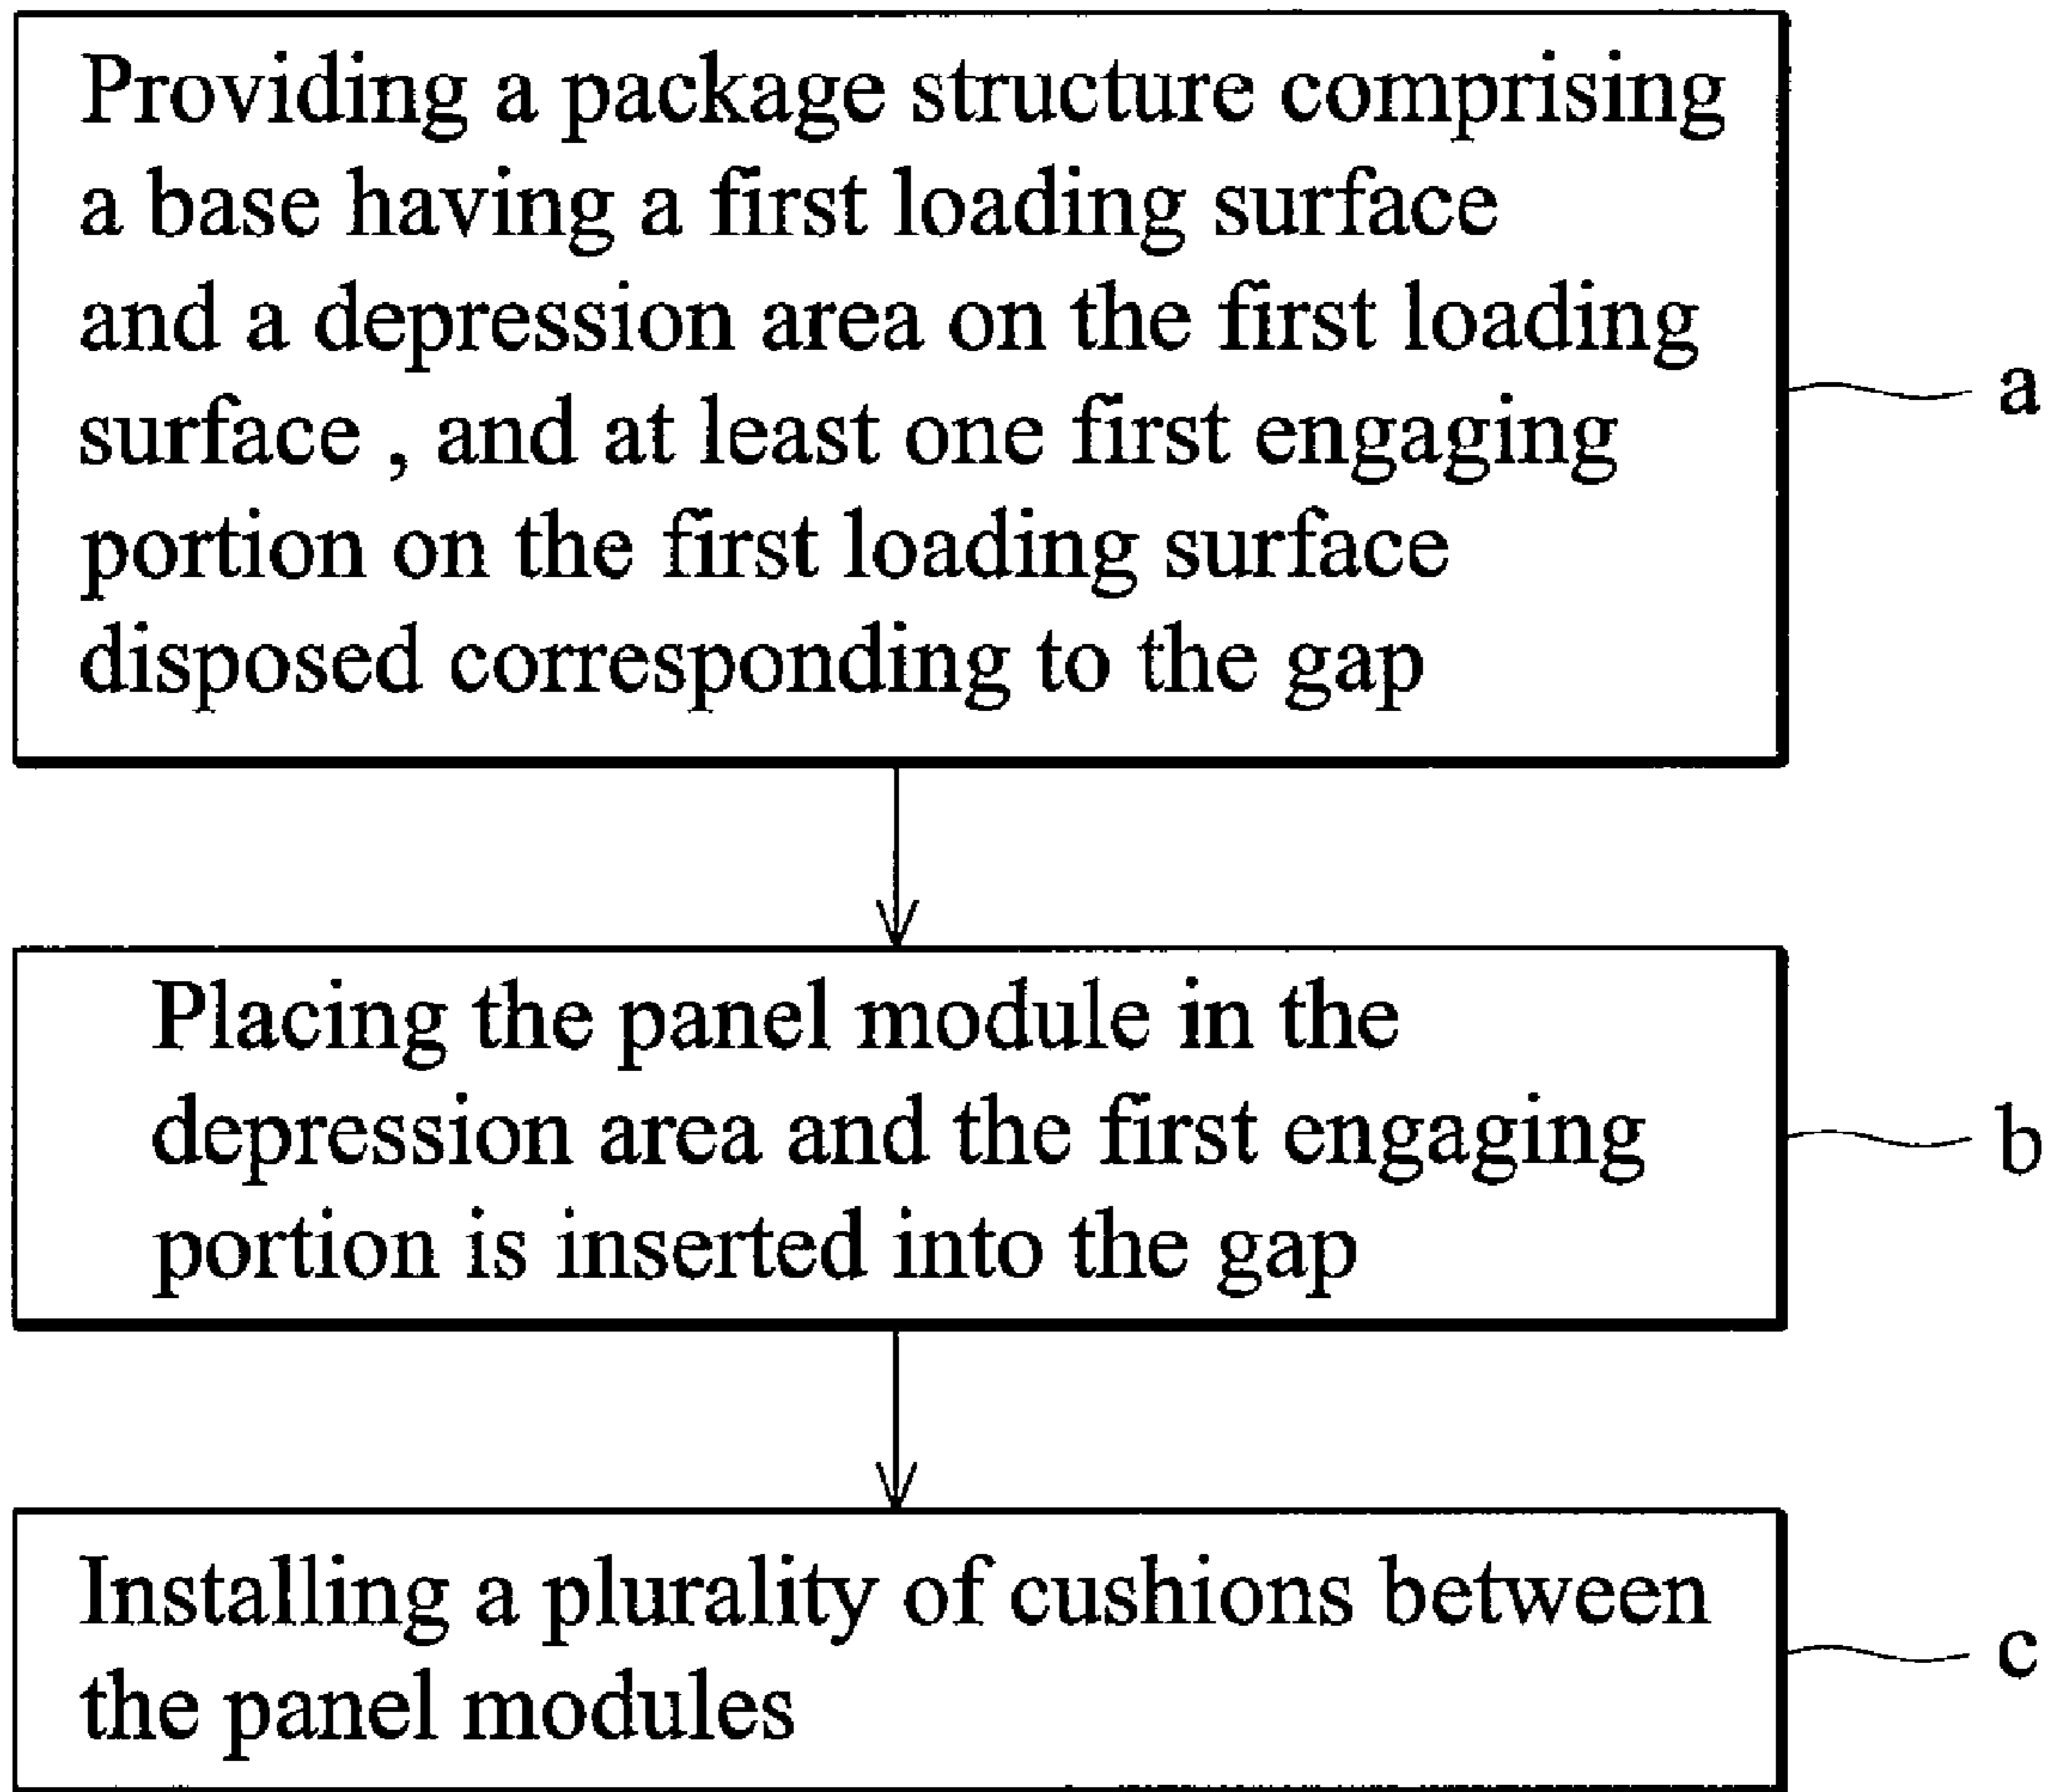 Providing a package structure comprising
a base having a first loading surface
and a depression area on the first loading
surface , and at least one first engaging
portion on the first loading surface
disposed corresponding to the gap
a
Placing the panel module in the
depression area and the first engaging
portion is inserted into the gap
b
Installing a plurality of cushions between
the panel modules
c